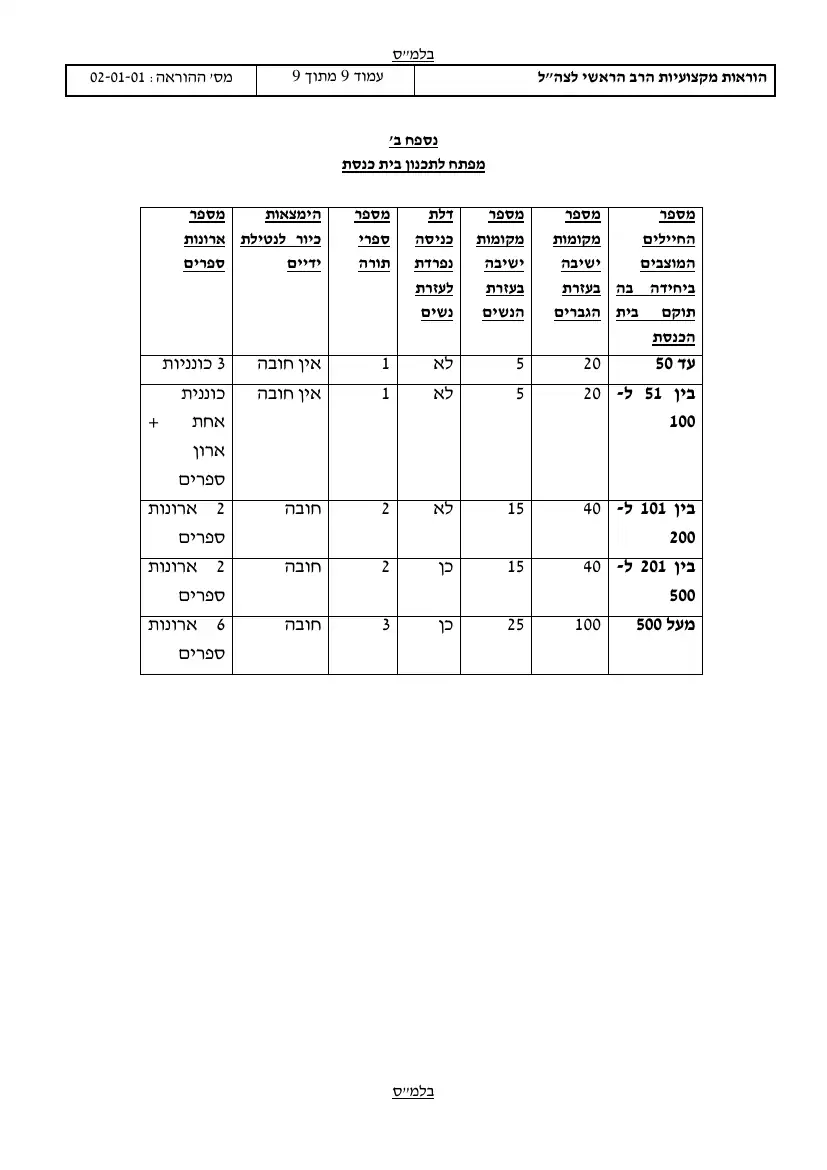 בלמ"ס
הוראות מקצועיות הרב הראשי לצה"ל עמוד 9 מתוך 9 מס' ההוראה : 02-01-01
נספח ב'
מפתח לתכנון בית כנסת
מספר מספר מספר דלת מספר הימצאות מספר
החיילים מקומות מקומות כניסה ספרי כיור לנטילת ארונות
המוצבים ישיבה ישיבה נפרדת תורה ידיים ספרים
ביחידה בה בעזרת בעזרת לעזרת
תוקם בית הגברים הנשים נשים
הכנסת
עד 50 20 5 לא 1 אין חובה 3 כונניות
בין 51 ל- 20 5 לא 1 אין חובה כוננית
100 אחת +
ארון
ספרים
בין 101 ל- 40 15 לא 2 חובה 2 ארונות
200 ספרים
בין 201 ל- 40 15 כן 2 חובה 2 ארונות
500 ספרים
מעל 500 100 25 כן 3 חובה 6 ארונות
ספרים
בלמ"ס